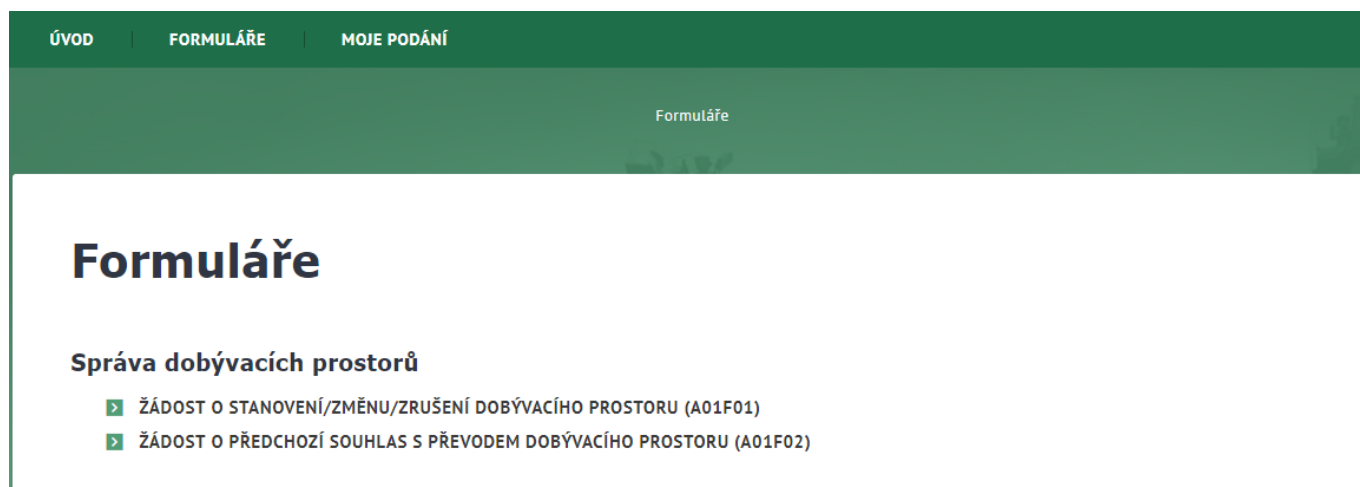 ÚVOD FORMULÁŘE MOJE PODÁNÍ
Formuláře
Formuláře
Správa dobývacích prostorů
ŽÁDOST O STANOVENÍ/ZMĚNU/ZRUŠENÍ DOBÝVACÍHO PROSTORU (A01F01)
ŽÁDOST O PŘEDCHOZÍ SOUHLAS S PŘEVODEM DOBÝVACÍHO PROSTORU (A01F02)